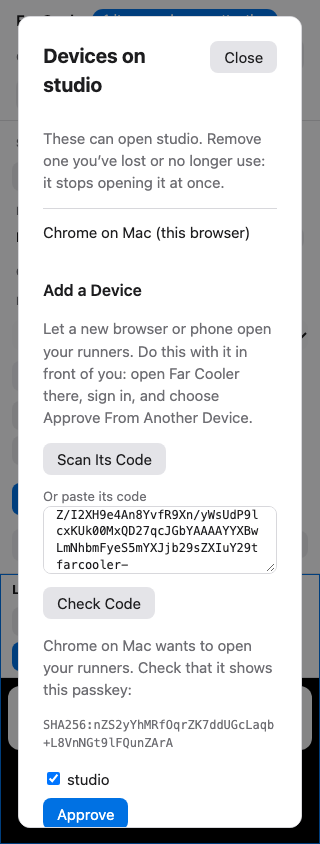 Devices on
studio
Close
These can open studio. Remove
one you’ve lost or no longer use:
it stops opening it at once.
Chrome on Mac (this browser)
Add a Device
Let a new browser or phone open
your runners. Do this with it in
front of you: open Far Cooler
there, sign in, and choose
Approve From Another Device.
Scan Its Code
Or paste its code
Z/I2XH9e4An8YvfR9Xn/yWsUdP9l
cxKUk00MxQD27qcJGbYAAAAYYXBw
LmNhbmFyeS5mYXJjb29sZXIuY29t
farcooler-
Check Code
Chrome on Mac wants to open
your runners. Check that it shows
this passkey:
SHA256:nZS2yYhMRfOqrZK7ddUGcLaqb
+L8VnNGt9lFQunZArA
studio
Approve